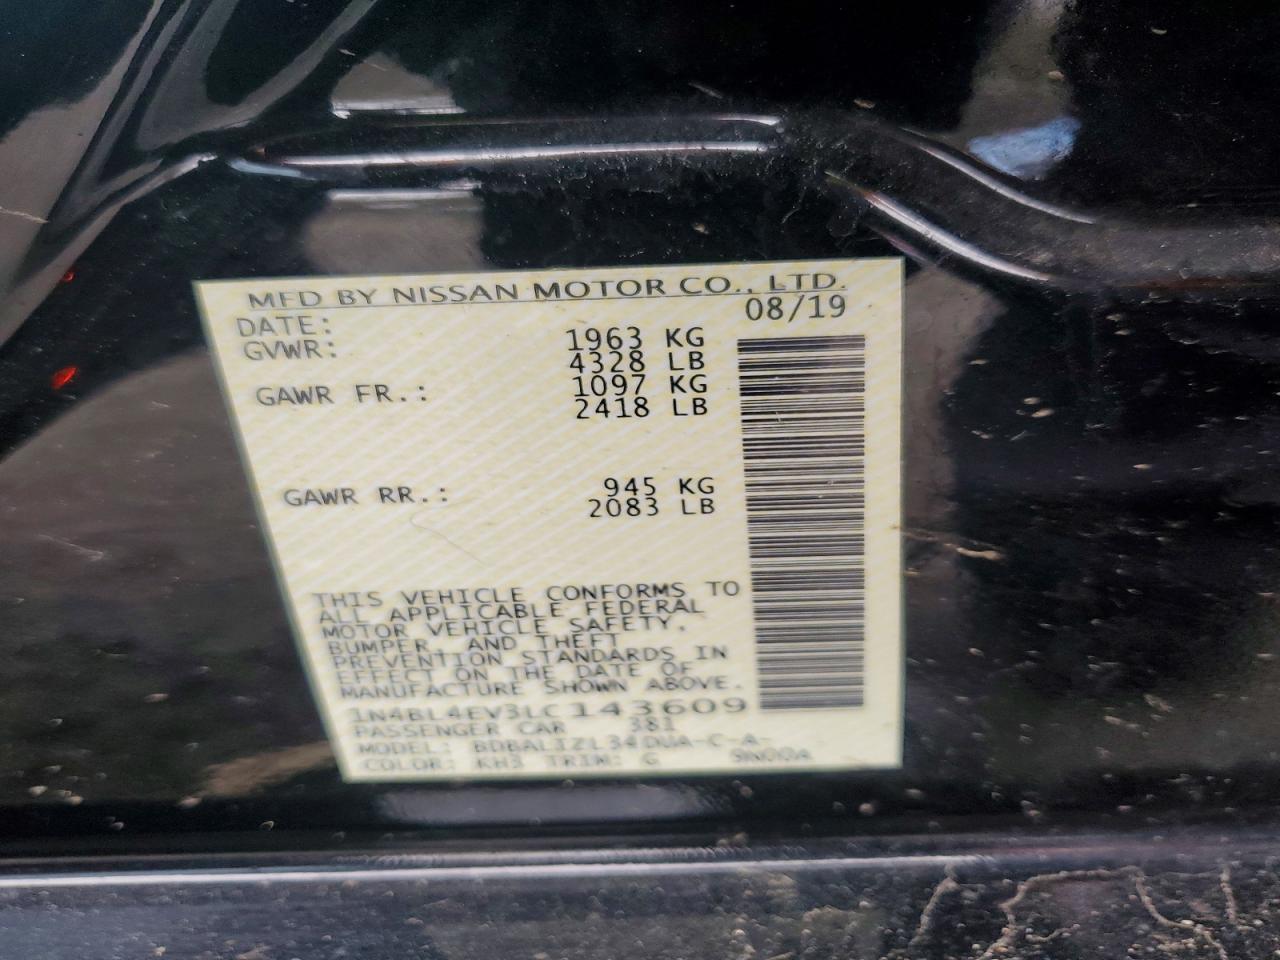 MFD BY NISSAN MOTOR CO., LTD.
DATE: 08/19
GVWR: 1963 KG
4328 LB
GAWR FR.: 1097 KG
2418 LB
GAWR RR.: 945 KG
2083 LB
THIS VEHICLE CONFORMS TO
ALL APPLICABLE FEDERAL
MOTOR VEHICLE SAFETY,
BUMPER, AND THEFT
PREVENTION STANDARDS IN
EFFECT ON THE DATE OF
MANUFACTURE SHOWN ABOVE.
1N4BL4EV3LC143609
PASSENGER CAR 381
MODEL: BDBALIZL34DUA-C-A-
COLOR: KH3 TRIM: G